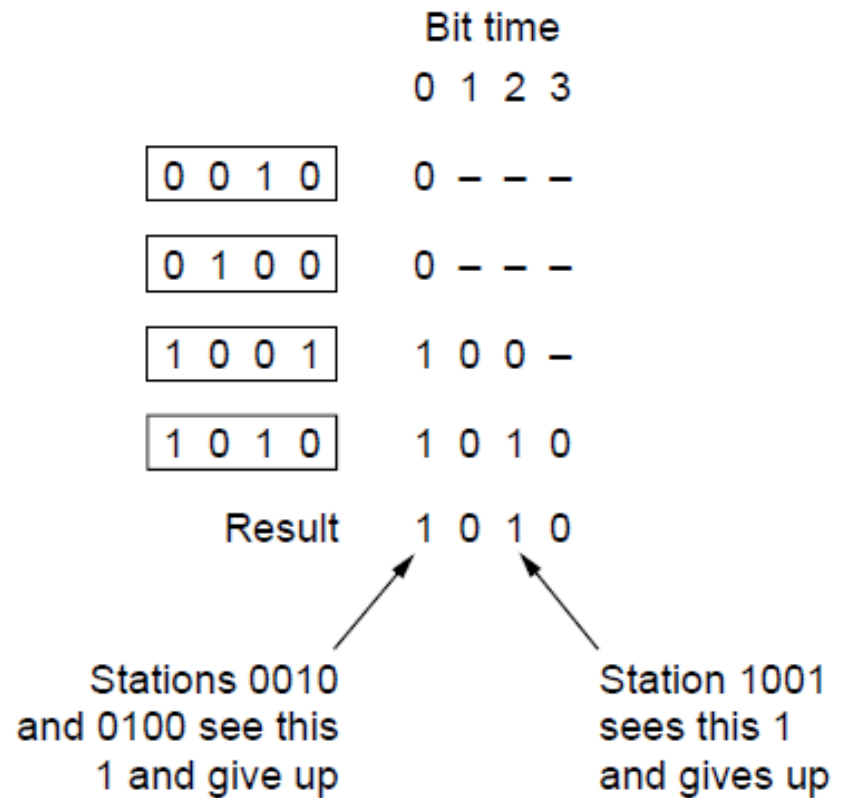 Bit time
0 1 2 3
0 0 1 0 0 – – –
0 1 0 0 0 – – –
1 0 0 1 1 0 0 –
1 0 1 0 1 0 1 0
Result 1 0 1 0
Stations 0010
and 0100 see this
1 and give up
Station 1001
sees this 1
and gives up